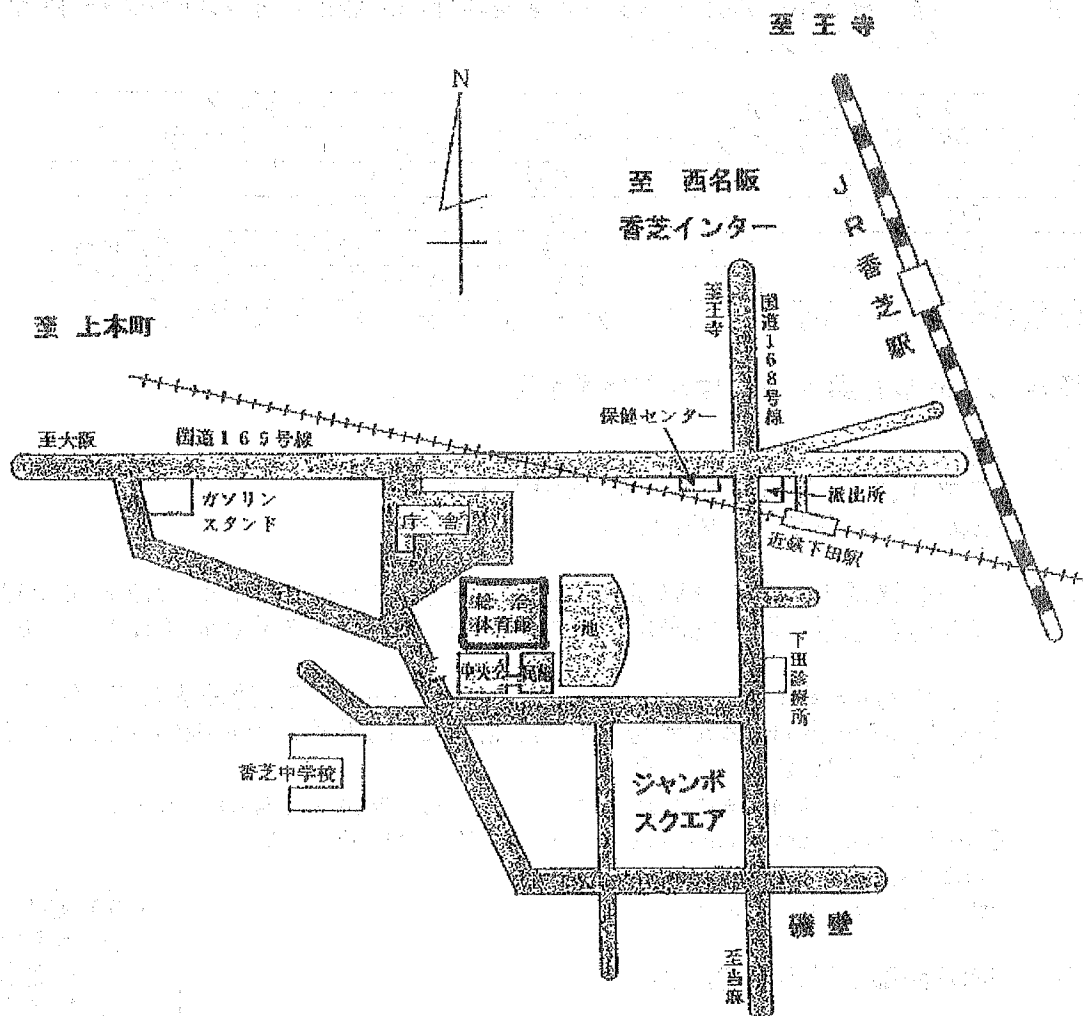 至王寺
N
至 西名阪
香芝インター
JR香芝駅
至王寺
国道168号線
至 上本町
保健センター
至大阪
国道165号線
ガソリン
スタンド
庁舎
派出所
近鉄下田駅
総合
体育館
池
中央公民館
下田診療所
香芝中学校
ジャンボ
スクエア
磯壁
至当麻